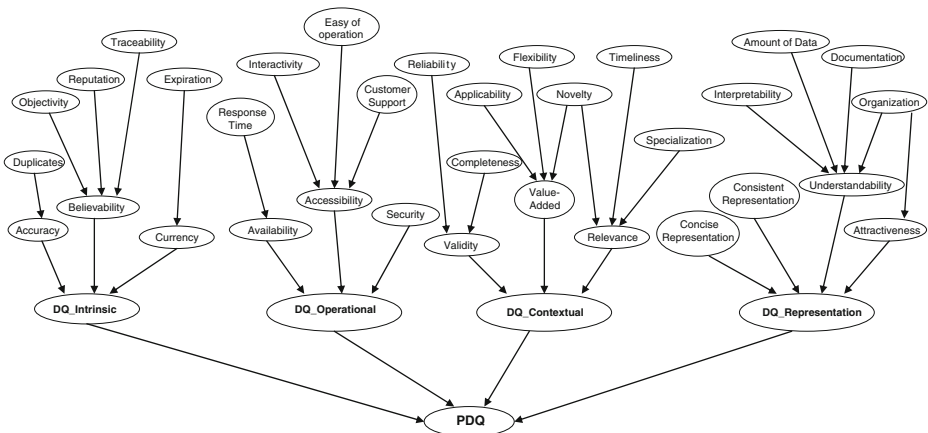 Easy of
operation
Traceability
Amount of Data
Reputation
Expiration
Interactivity
Reliability
Flexibility
Timeliness
Documentation
Objectivity
Customer
Support
Applicability
Novelty
Interpretability
Organization
Response
Time
Duplicates
Completeness
Specialization
Believability
Accessibility
Value-
Added
Consistent
Representation
Understandability
Accuracy
Currency
Availability
Security
Validity
Relevance
Concise
Representation
Attractiveness
DQ_Intrinsic
DQ_Operational
DQ_Contextual
DQ_Representation
PDQ